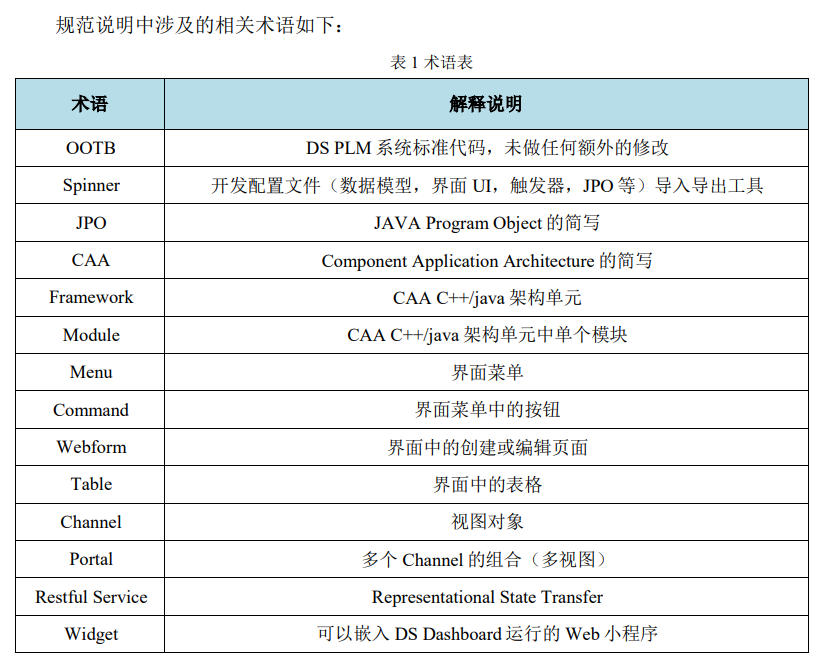 规范说明中涉及的相关术语如下：
表 1 术语表
术语 解释说明
OOTB DS PLM 系统标准代码，未做任何额外的修改
Spinner 开发配置文件（数据模型，界面 UI，触发器，JPO 等）导入导出工具
JPO JAVA Program Object 的简写
CAA Component Application Architecture 的简写
Framework CAA C++/java 架构单元
Module CAA C++/java 架构单元中单个模块
Menu 界面菜单
Command 界面菜单中的按钮
Webform 界面中的创建或编辑页面
Table 界面中的表格
Channel 视图对象
Portal 多个 Channel 的组合（多视图）
Restful Service Representational State Transfer
Widget 可以嵌入 DS Dashboard 运行的 Web 小程序